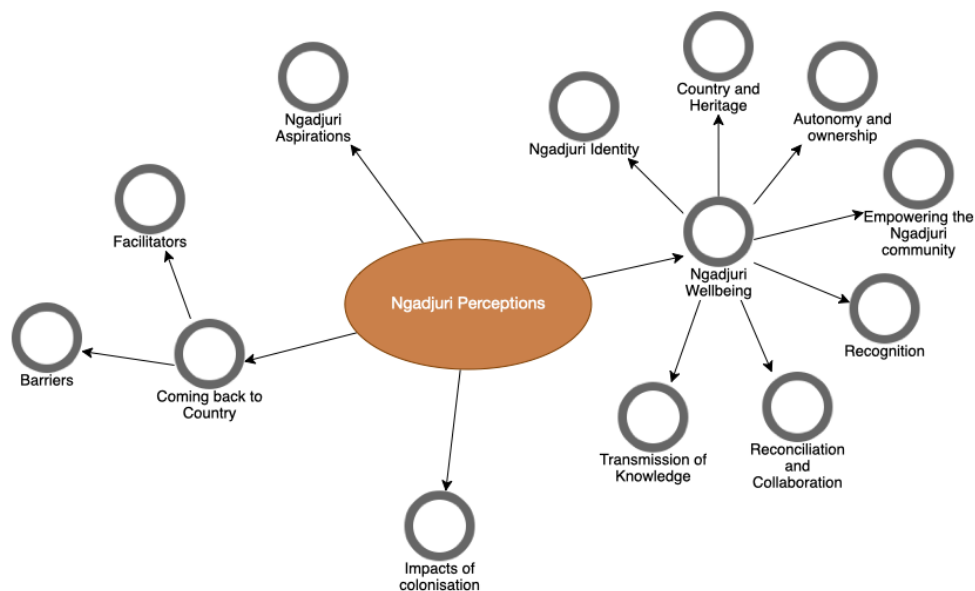 Ngadjuri
Aspirations
Ngadjuri Identity
Country and
Heritage
Autonomy and
ownership
Facilitators
Empowering the
Ngadjuri
community
Ngadjuri Perceptions
Ngadjuri
Wellbeing
Barriers
Coming back to
Country
Recognition
Transmission of
Knowledge
Reconciliation
and
Collaboration
Impacts of
colonisation